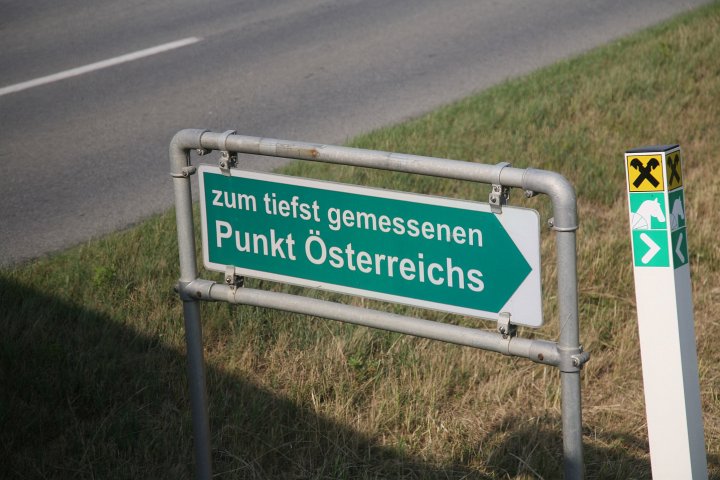 zum tiefst gemessenen
Punkt Österreichs